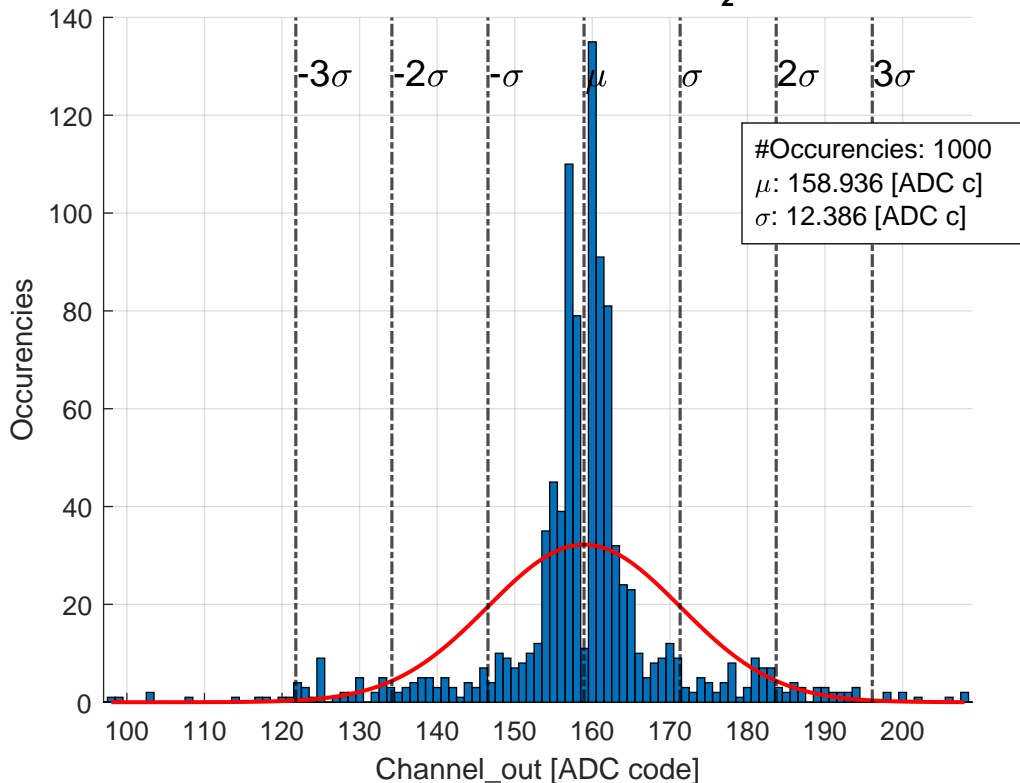 2
140
120
100
80
60
40
20
0
-3σ -2σ -σ μ σ 2σ 3σ
#Occurencies: 1000
μ: 158.936 [ADC c]
σ: 12.386 [ADC c]
Occurencies
100 110 120 130 140 150 160 170 180 190 200
Channel_out [ADC code]